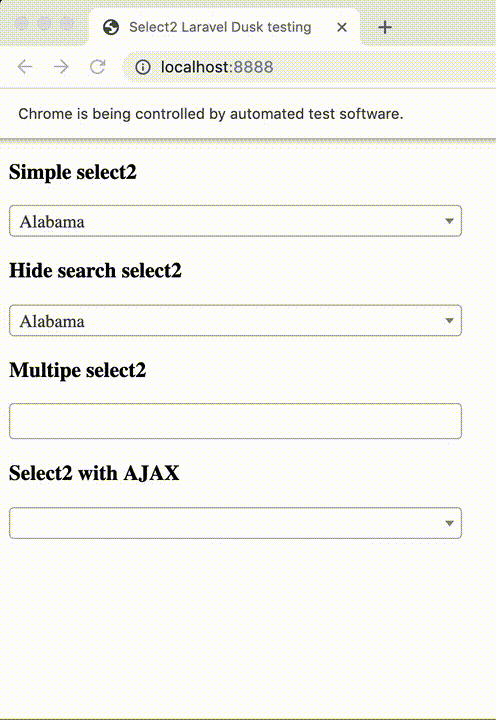 Select2 Laravel Dusk testing
localhost:8888
Chrome is being controlled by automated test software.
Simple select2
Alabama
Hide search select2
Alabama
Multipe select2
Select2 with AJAX